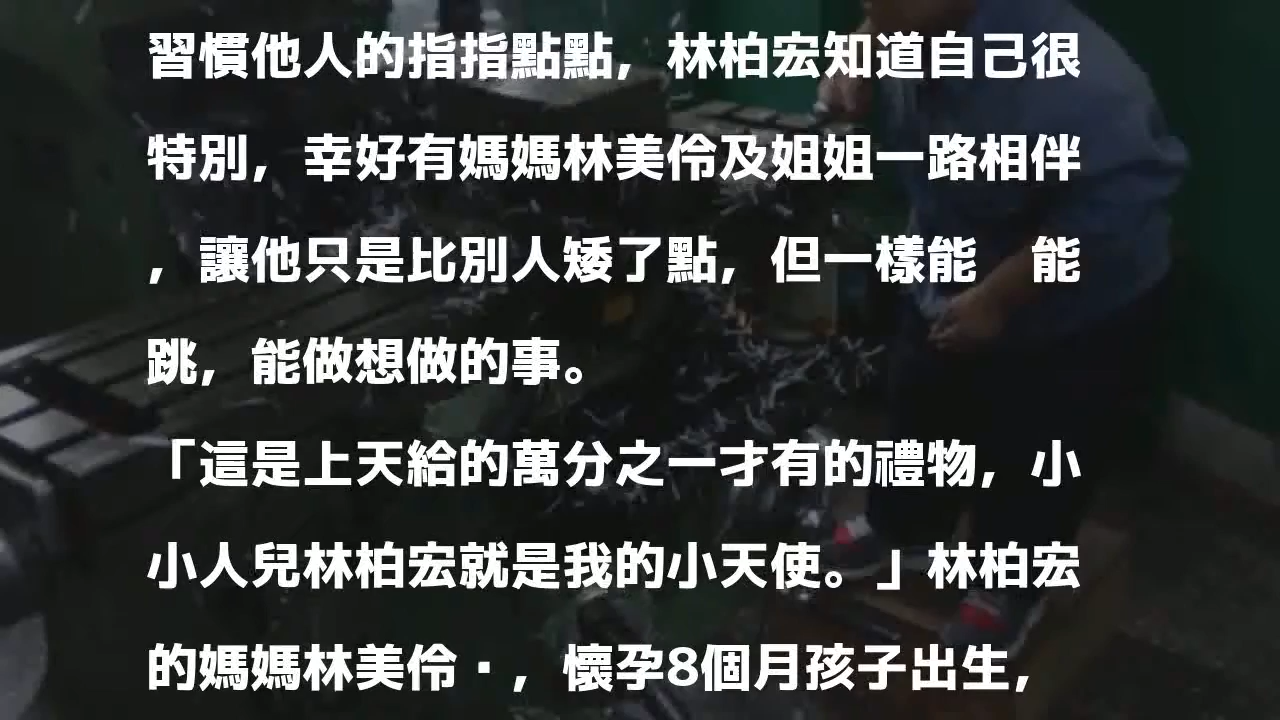 習慣他人的指指點點，林柏宏知道自己很
特別，幸好有媽媽林美伶及姐姐一路相伴
，讓他只是比別人矮了點，但一樣能　能
跳，能做想做的事。
「這是上天給的萬分之一才有的禮物，小
小人兒林柏宏就是我的小天使。」林柏宏
的媽媽林美伶·，懷孕8個月孩子出生，